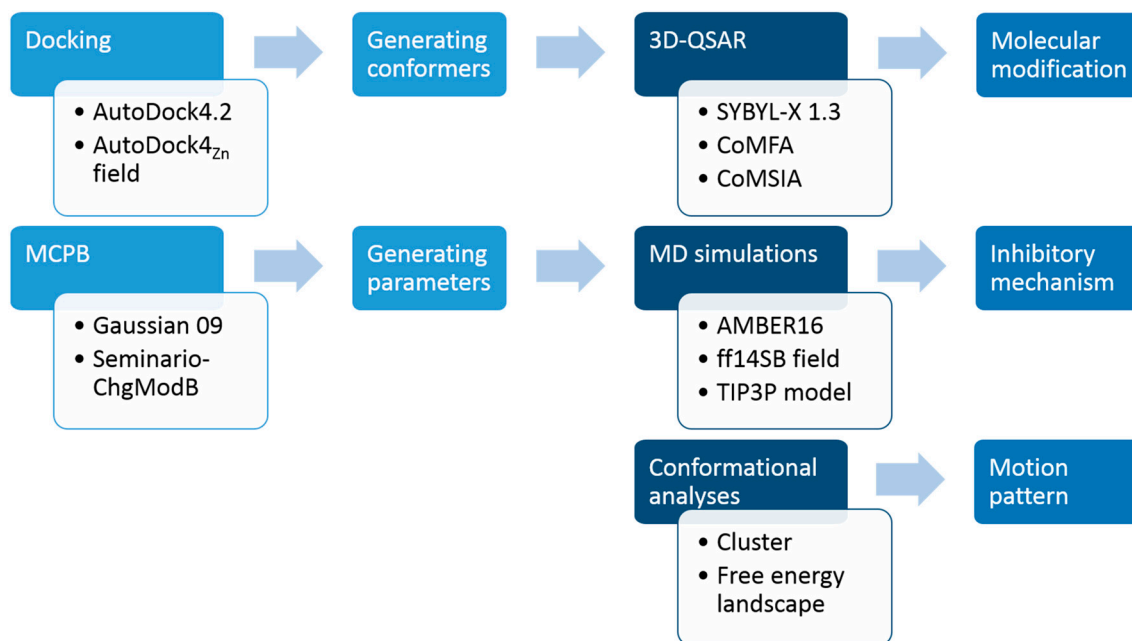 Docking
• AutoDock4.2
• AutoDock4Zn
field
Generating
conformers
3D-QSAR
• SYBYL-X 1.3
• CoMFA
• CoMSIA
Molecular
modification
MCPB
• Gaussian 09
• Seminario-
ChgModB
Generating
parameters
MD simulations
• AMBER16
• ff14SB field
• TIP3P model
Inhibitory
mechanism
Conformational
analyses
• Cluster
• Free energy
landscape
Motion
pattern